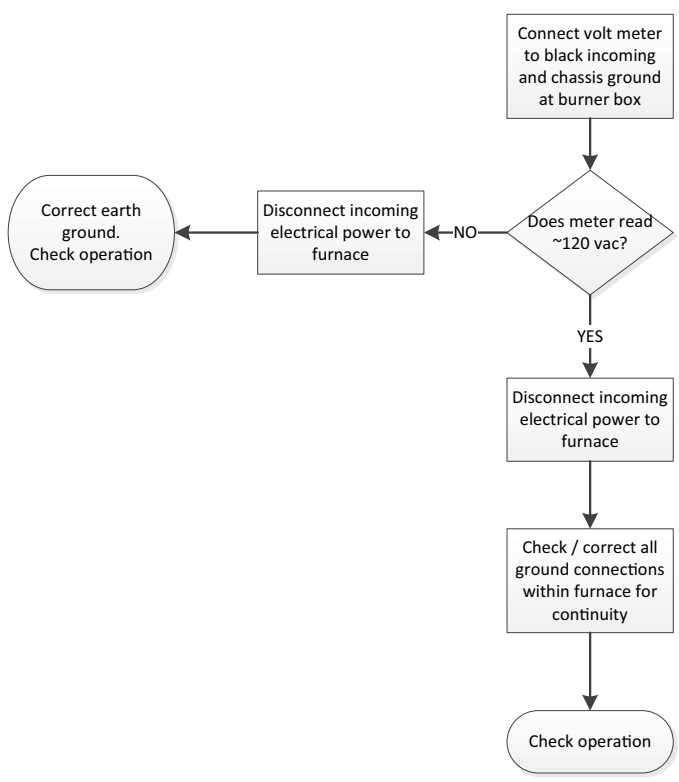 Connect volt meter
to black incoming
and chassis ground
at burner box
Does meter read
~120 vac?
NO
Disconnect incoming
electrical power to
furnace
Correct earth
ground.
Check operation
YES
Disconnect incoming
electrical power to
furnace
Check / correct all
ground connections
within furnace for
continuity
Check operation